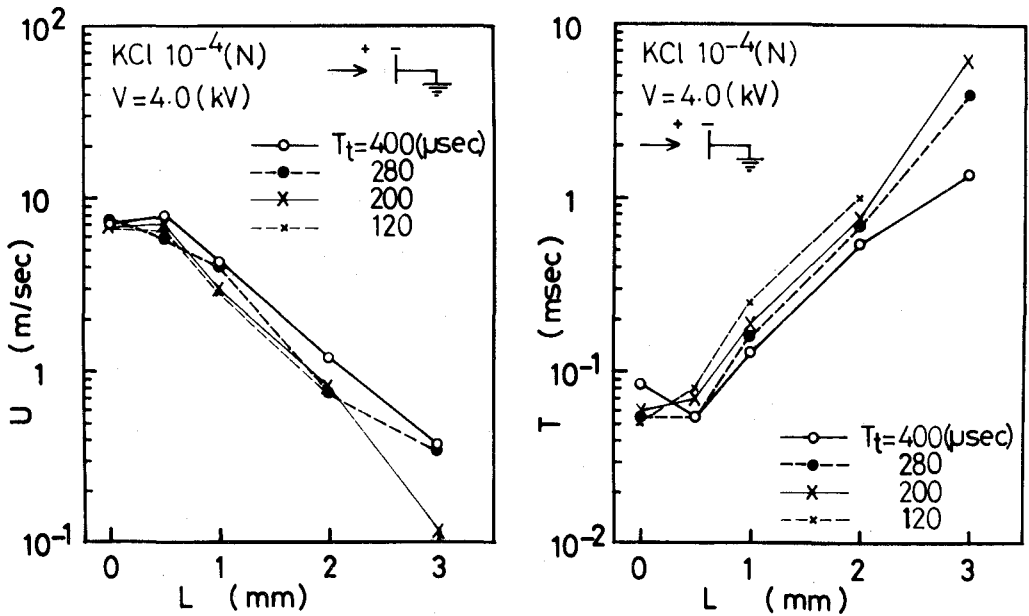 10²
KCl 10⁻⁴(N)
V=4.0(kV)
+ −
Tt=400(μsec)
280
200
120
10
1
10⁻¹
U (m/sec)
0 1 2 3
L (mm)
10
KCl 10⁻⁴(N)
V=4.0(kV)
+ −
1
10⁻¹
10⁻²
T (msec)
Tt=400(μsec)
280
200
120
0 1 2 3
L (mm)